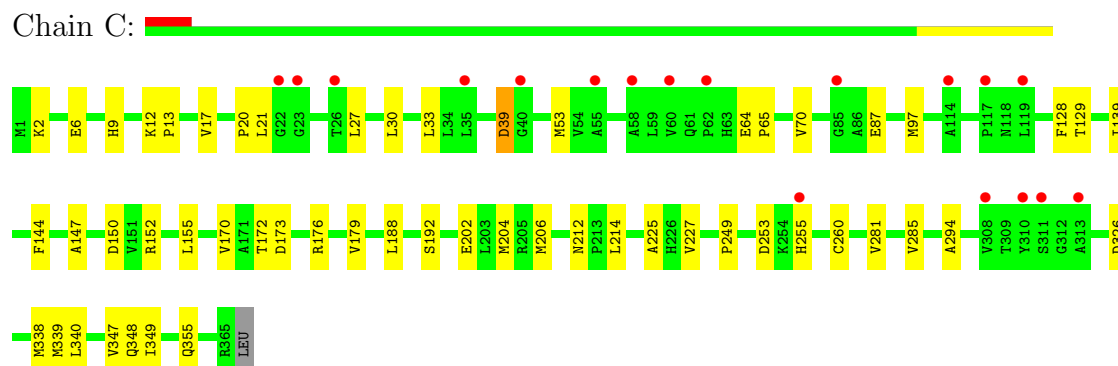 Chain C:
M1 K2 E6 H9 K12 P13 V17 P20 L21 G22 G23 T26 L27 L30 L33 L34 L35 D39 G40 M53 V54 A55 A58 L59 V60 Q61 P62 H63 E64 P65 V70 G85 A86 E87 M97 A114 P117 N118 L119 F128 T129 I139
F144 A147 D150 V151 R152 L155 V170 A171 T172 D173 R176 V179 L188 S192 E202 L203 M204 R205 M206 N212 P213 L214 A225 H226 V227 P249 D253 K254 H255 C260 V281 V285 A294 V308 T309 Y310 S311 G312 A313
M338 M339 L340 V347 Q348 I349 Q355 R365 LEU